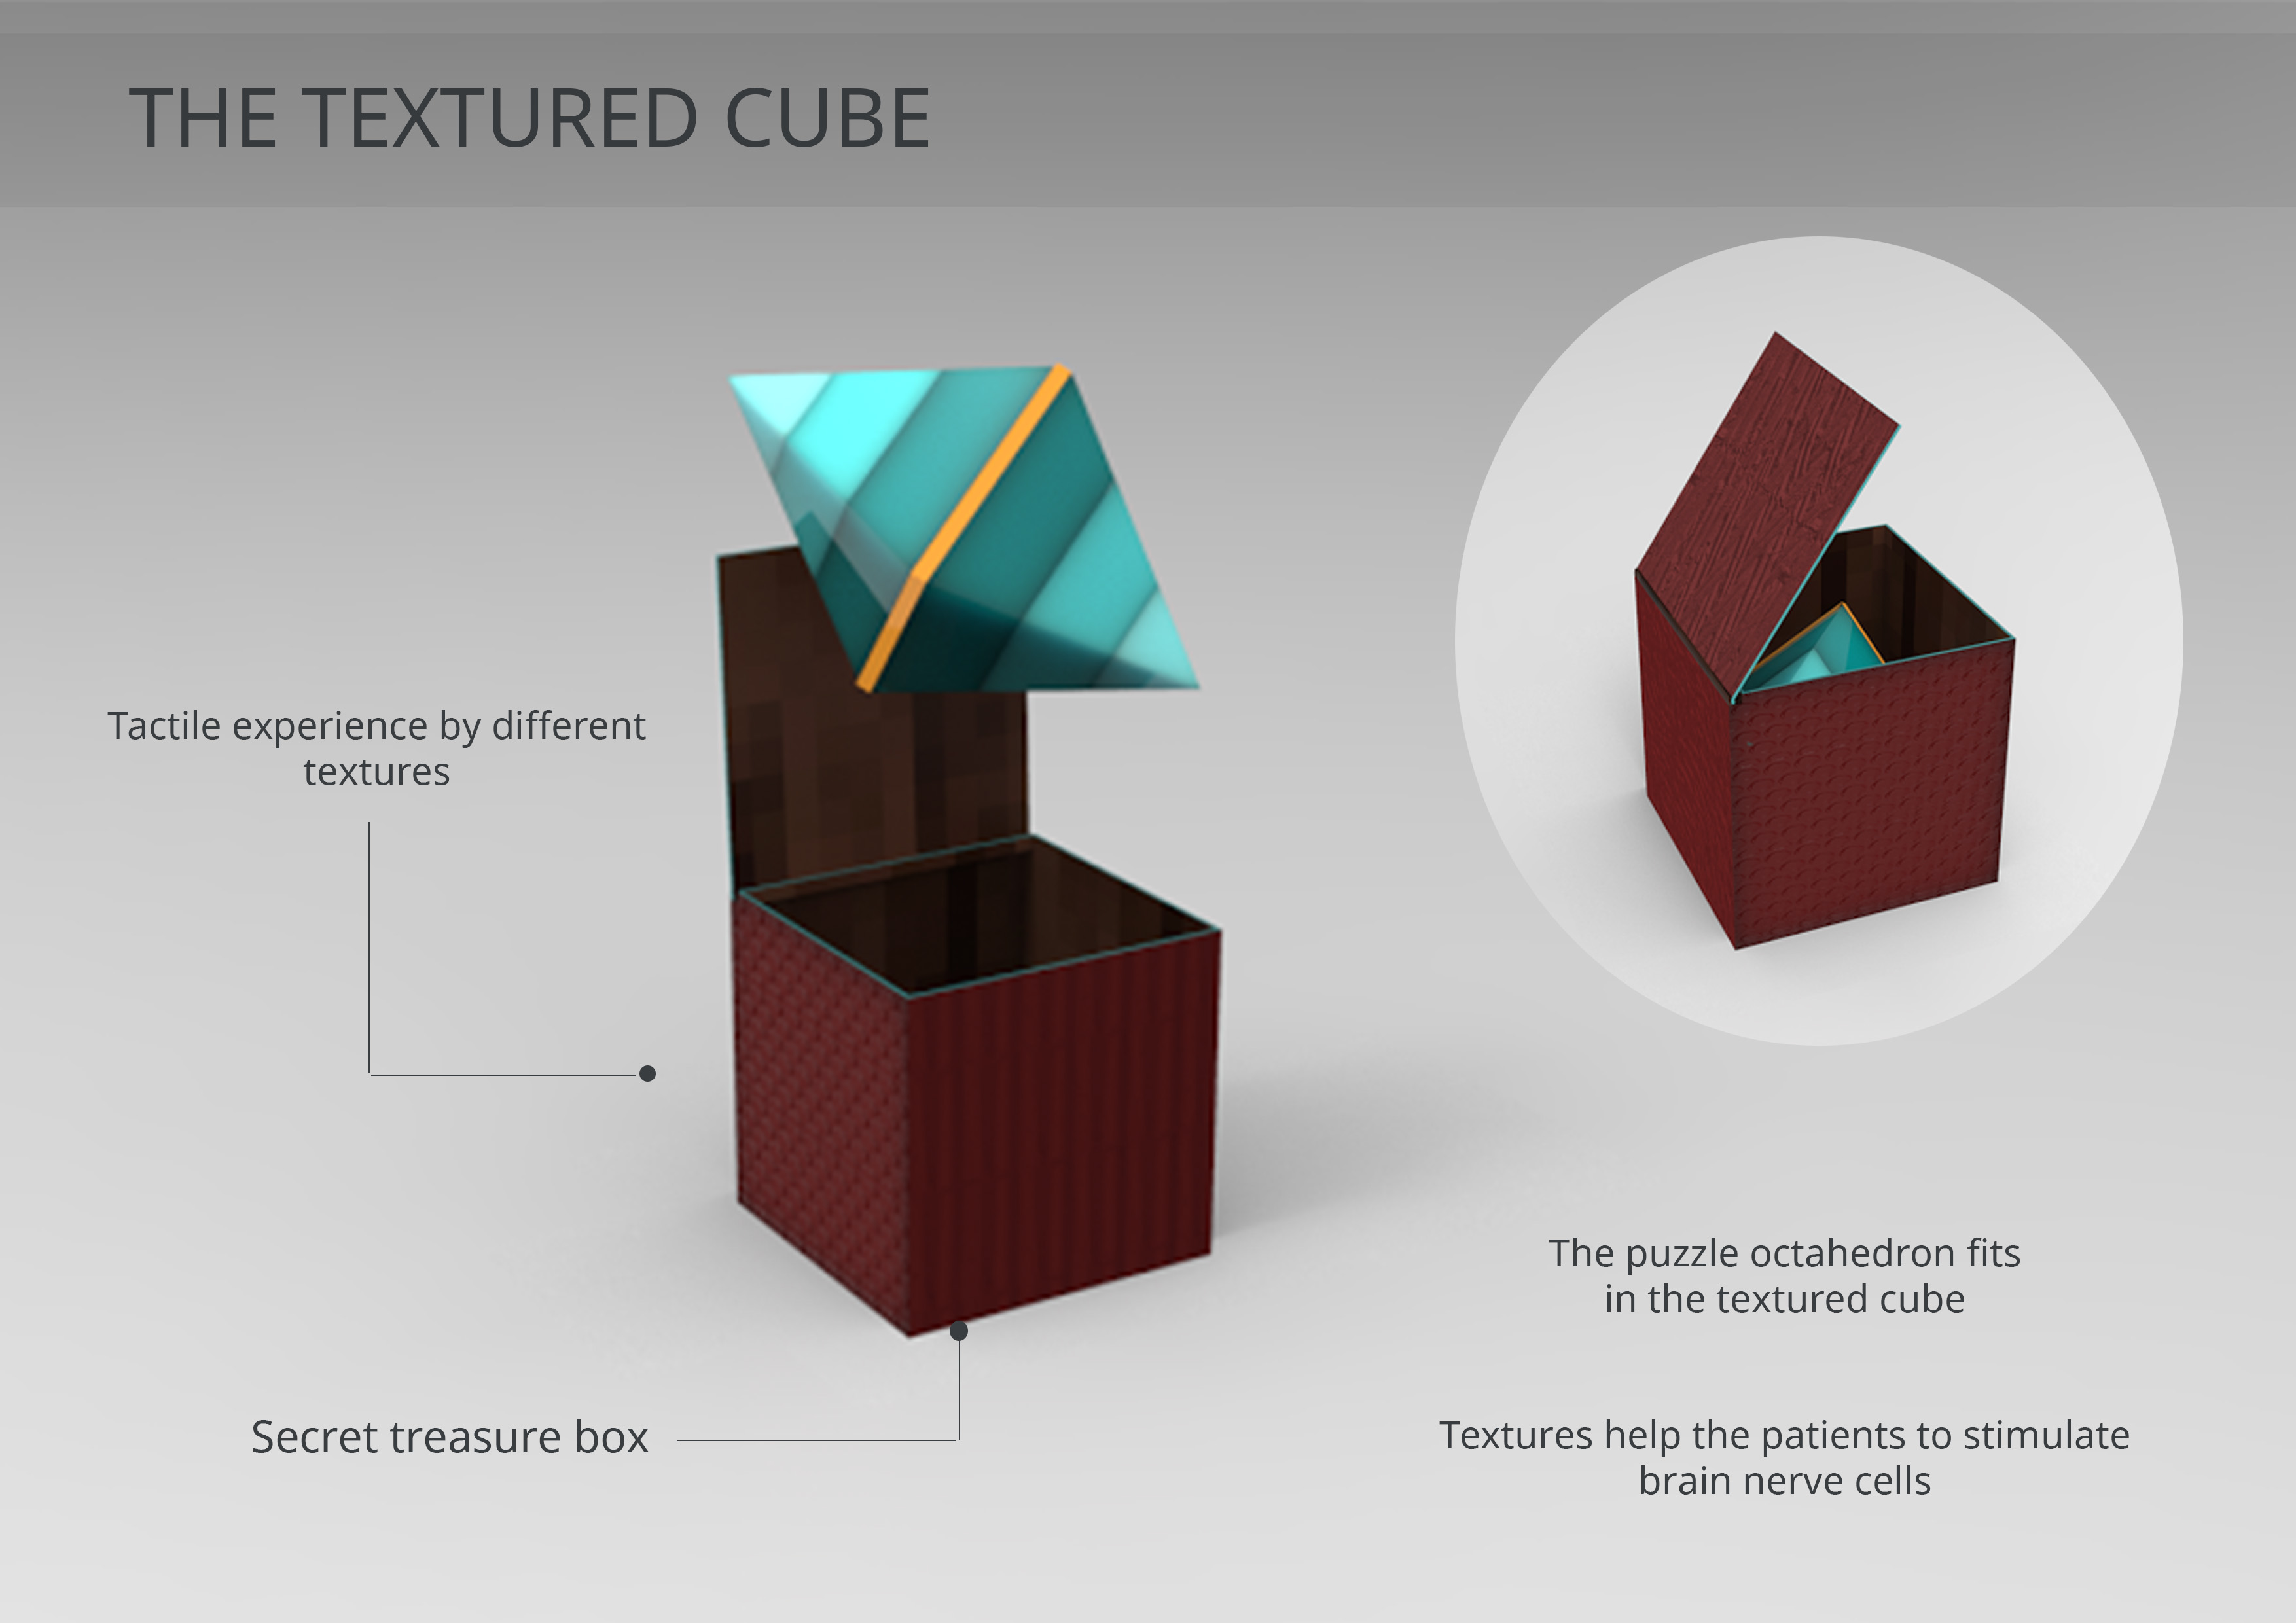 THE TEXTURED CUBE
Tactile experience by different
textures
Secret treasure box
The puzzle octahedron fits
in the textured cube
Textures help the patients to stimulate
brain nerve cells